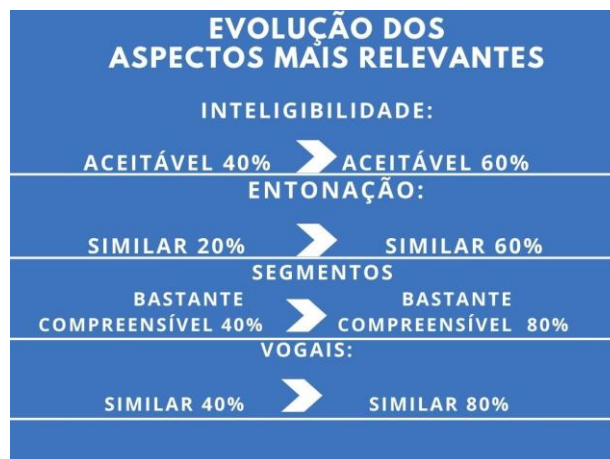 EVOLUÇÃO DOS
ASPECTOS MAIS RELEVANTES
INTELIGIBILIDADE:
ACEITÁVEL 40% ACEITÁVEL 60%
ENTONAÇÃO:
SIMILAR 20% SIMILAR 60%
SEGMENTOS
BASTANTE BASTANTE
COMPREENSÍVEL 40% COMPREENSÍVEL 80%
VOGAIS:
SIMILAR 40% SIMILAR 80%